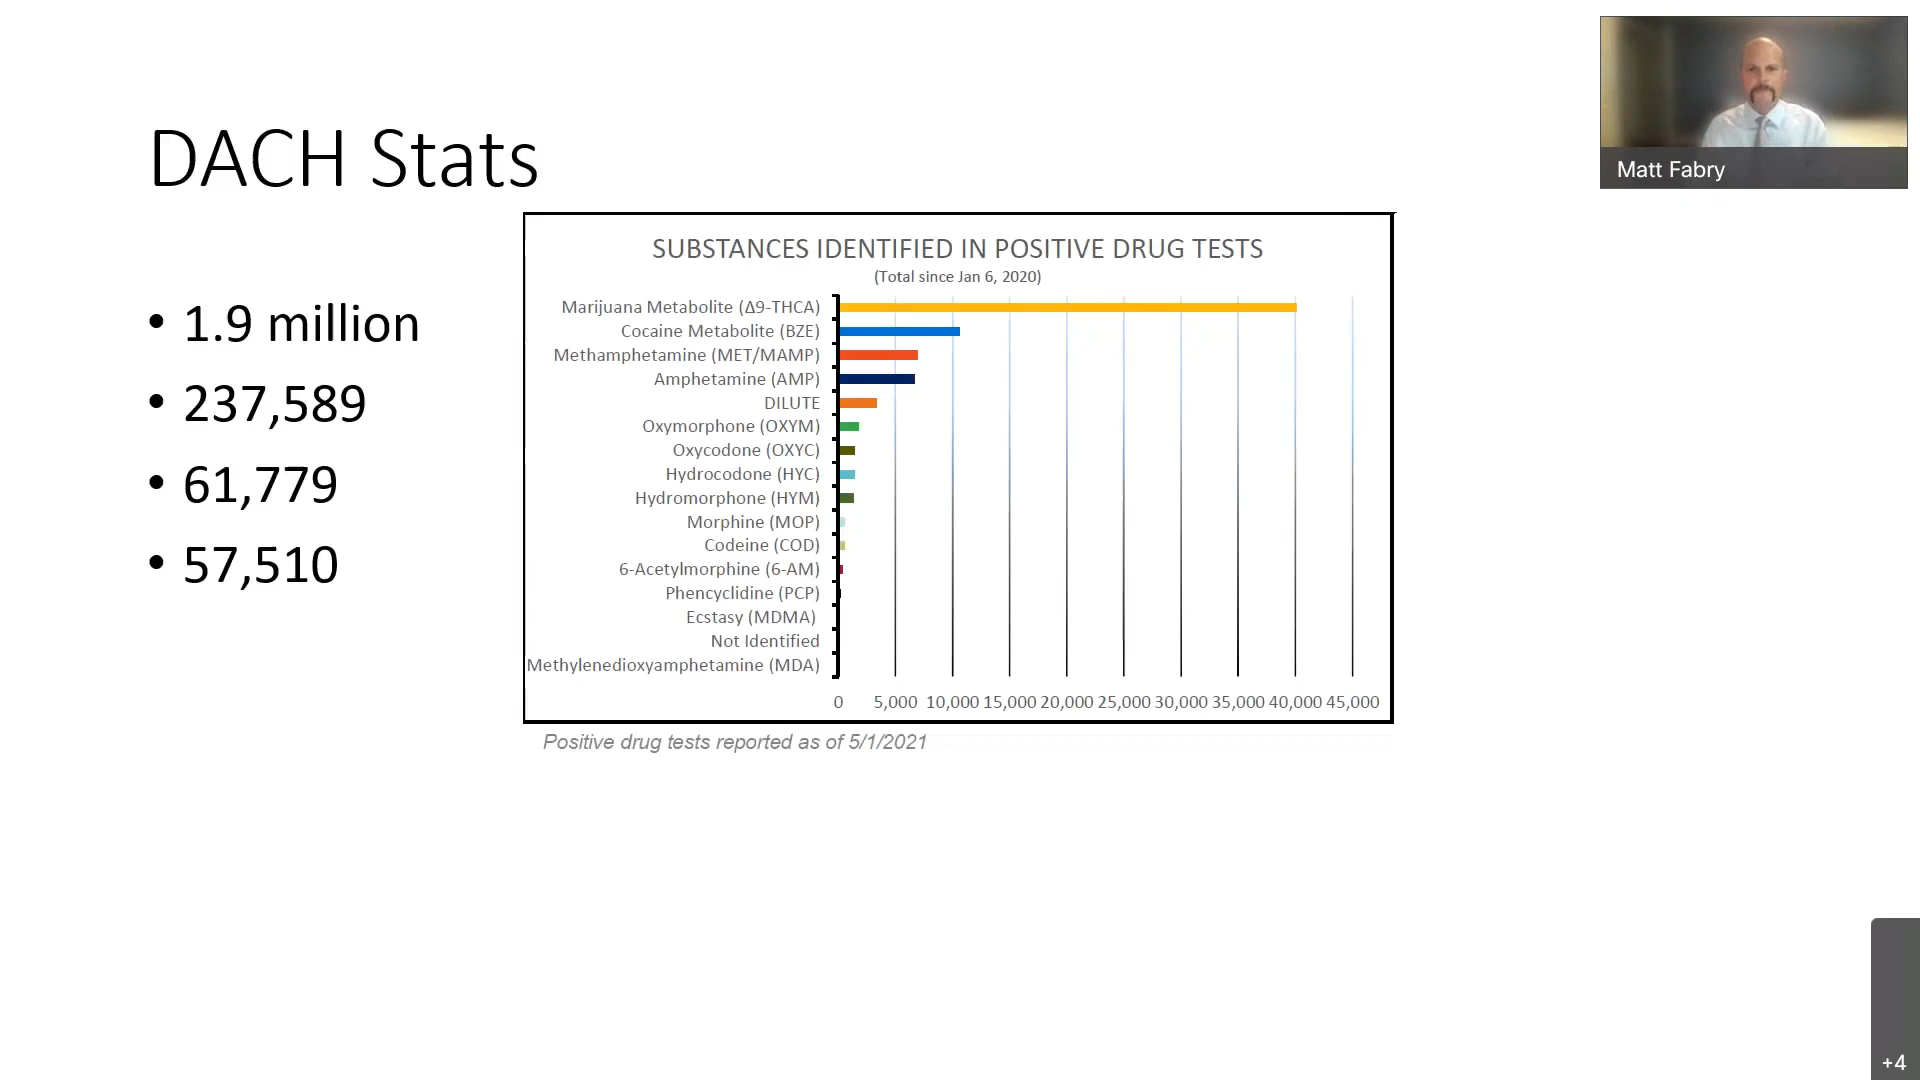 DACH Stats
• 1.9 million
• 237,589
• 61,779
• 57,510
SUBSTANCES IDENTIFIED IN POSITIVE DRUG TESTS
(Total since Jan 6, 2020)
Marijuana Metabolite (Δ9-THCA)
Cocaine Metabolite (BZE)
Methamphetamine (MET/MAMP)
Amphetamine (AMP)
DILUTE
Oxymorphone (OXYM)
Oxycodone (OXYC)
Hydrocodone (HYC)
Hydromorphone (HYM)
Morphine (MOP)
Codeine (COD)
6-Acetylmorphine (6-AM)
Phencyclidine (PCP)
Ecstasy (MDMA)
Not Identified
Methylenedioxyamphetamine (MDA)
0 5,000 10,000 15,000 20,000 25,000 30,000 35,000 40,000 45,000
Positive drug tests reported as of 5/1/2021
Matt Fabry
+4